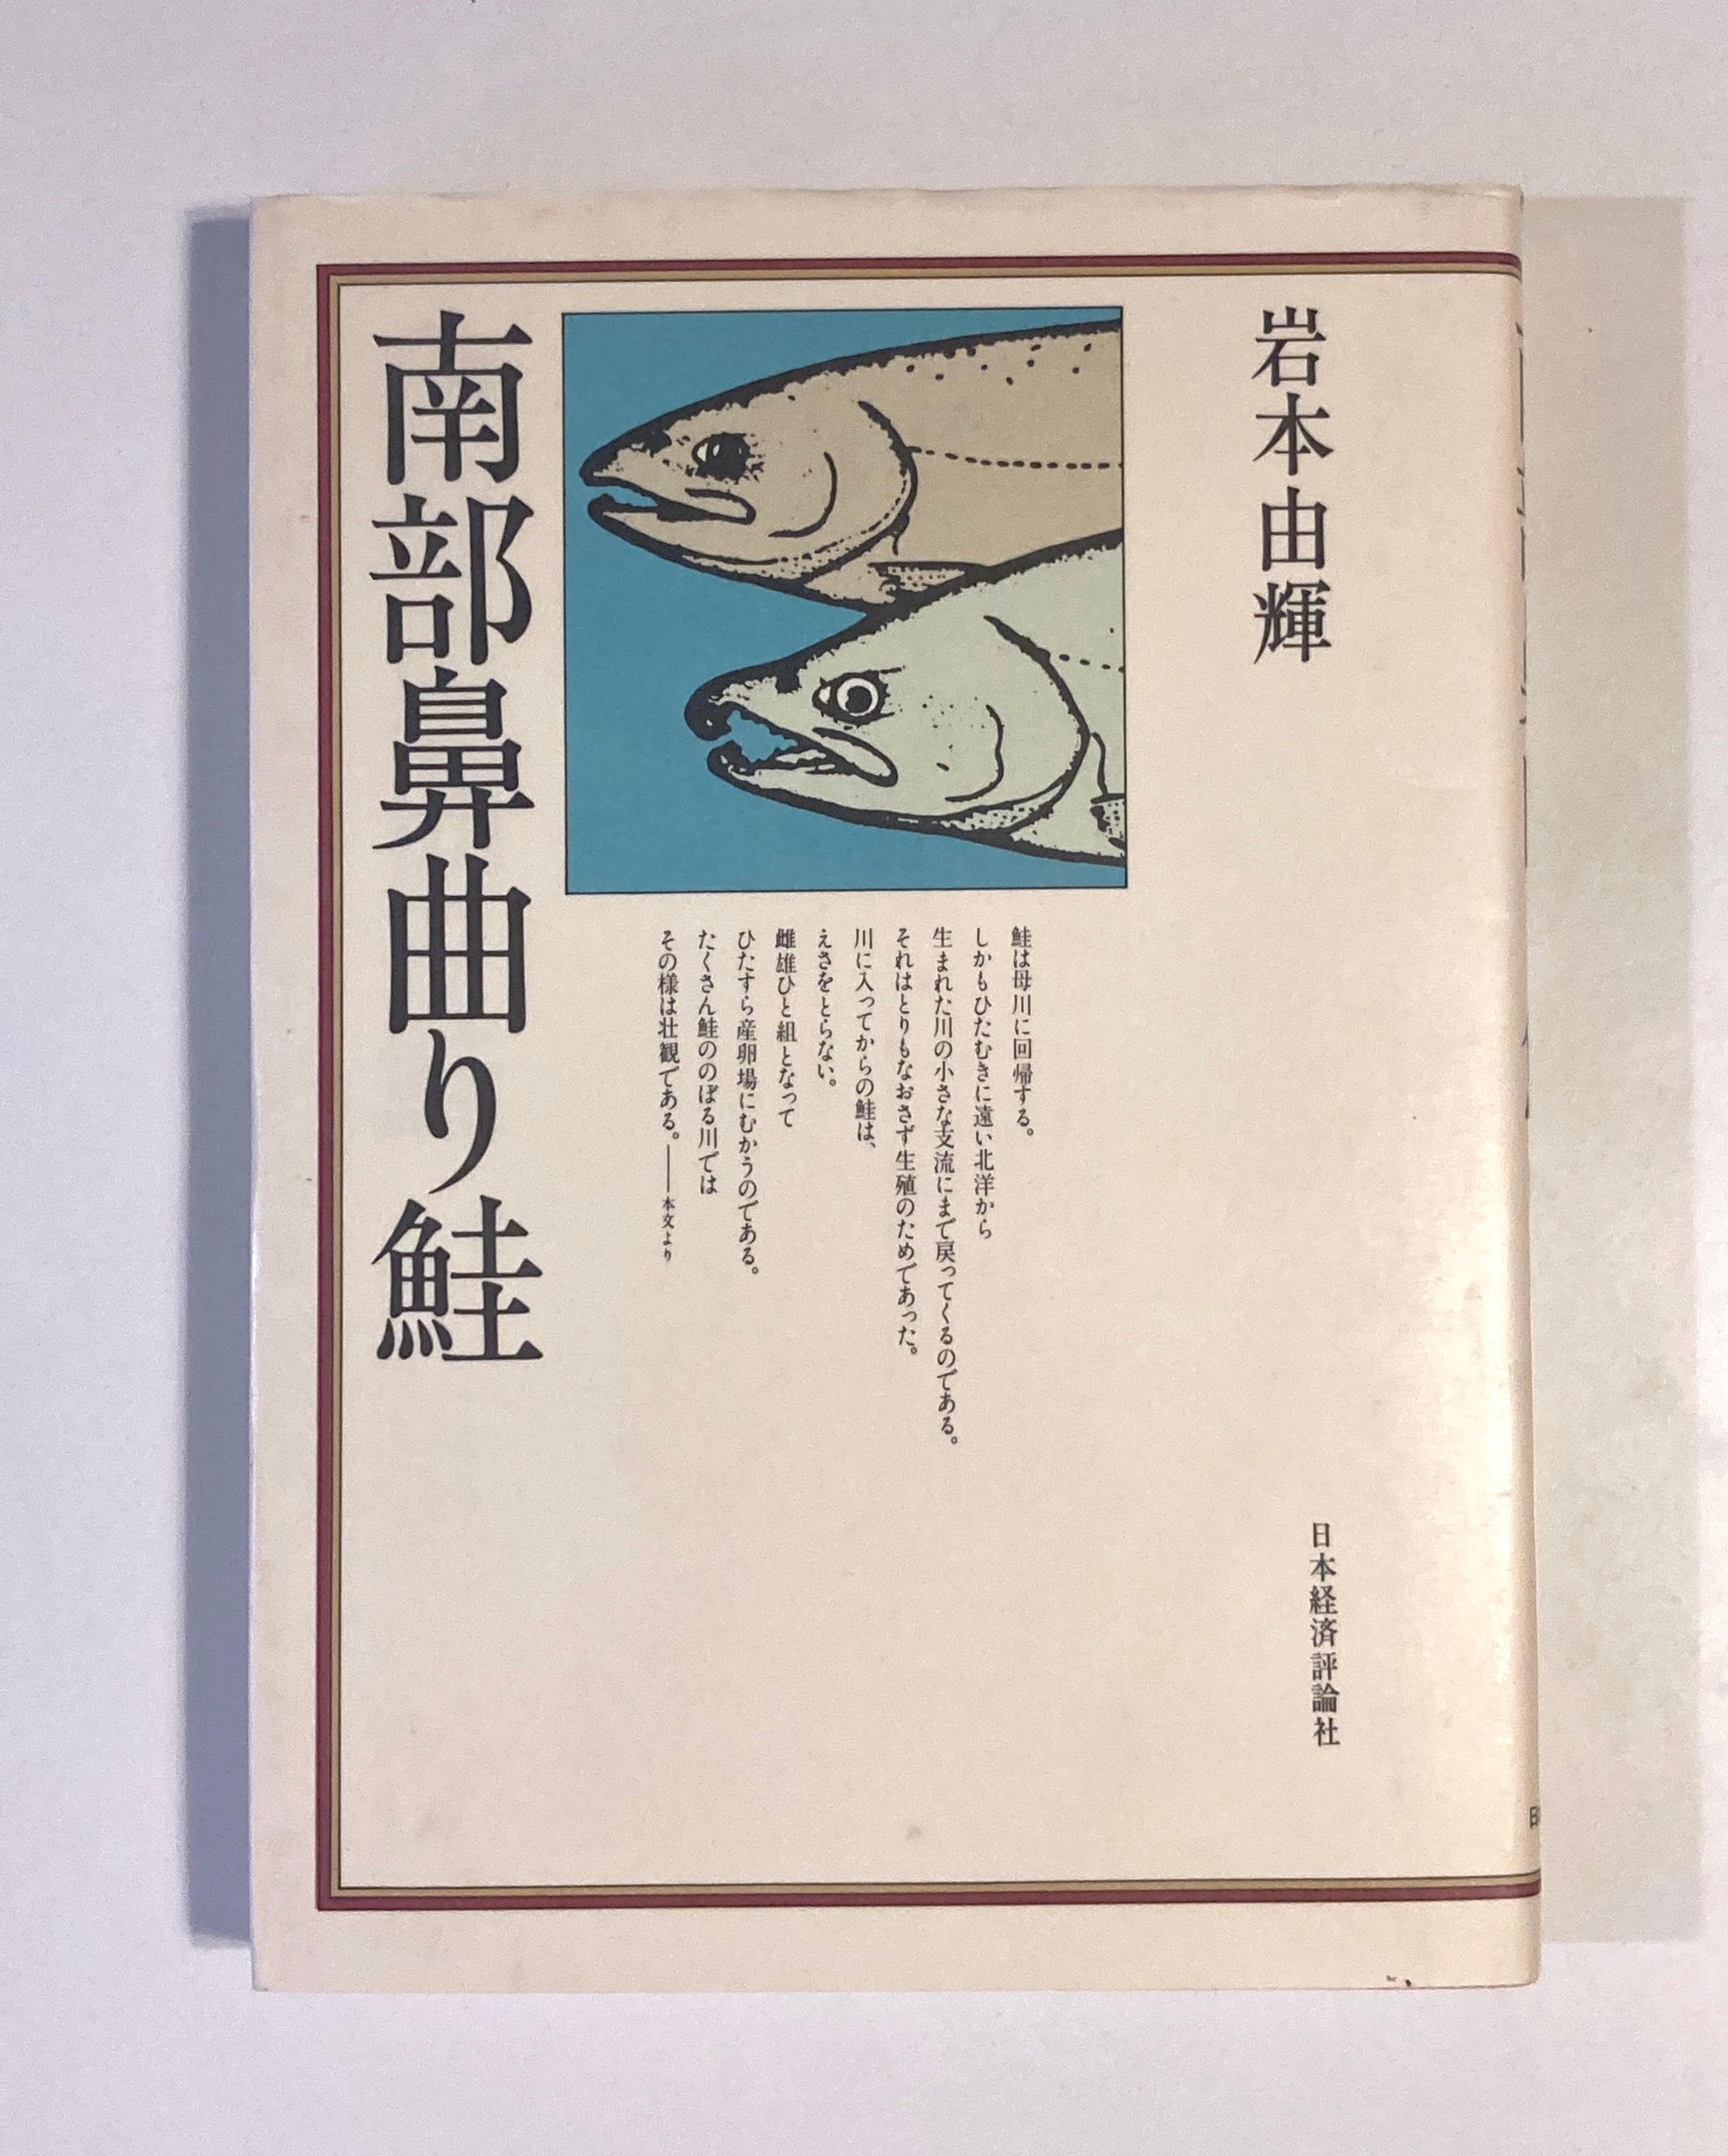 岩本由輝
南部鼻曲り鮭
鮭は母川に回帰する。
しかもひたむきに遠い北洋から
生まれた川の小さな支流にまで戻ってくるのである。
それはとりもなおさず生殖のためであった。
川に入ってからの鮭は、
えさをとらない。
雌雄ひと組となって
ひたすら産卵場にむかうのである。
たくさん鮭ののぼる川では
その様は壮観である。——本文より
日本経済評論社